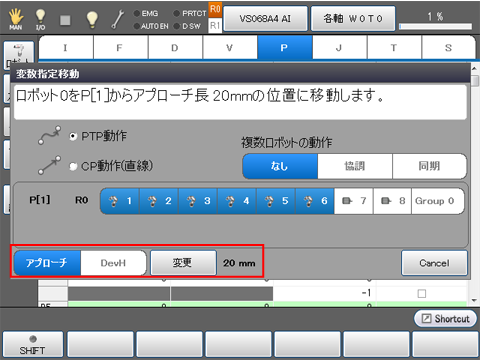 EMG PRTCT R0
MAN I/O AUTO EN D SW R1
VS068A4 AI
各軸 W0T0
1 %
I F D V P J T S
変数指定移動
ロボット0をP[1]からアプローチ長 20mmの位置に移動します。
PTP動作
複数ロボットの動作
CP動作(直線)
なし 協調 同期
P[1] R0 1 2 3 4 5 6 7 8 Group 0
アプローチ DevH 変更 20 mm Cancel
-1
Shortcut
SHIFT